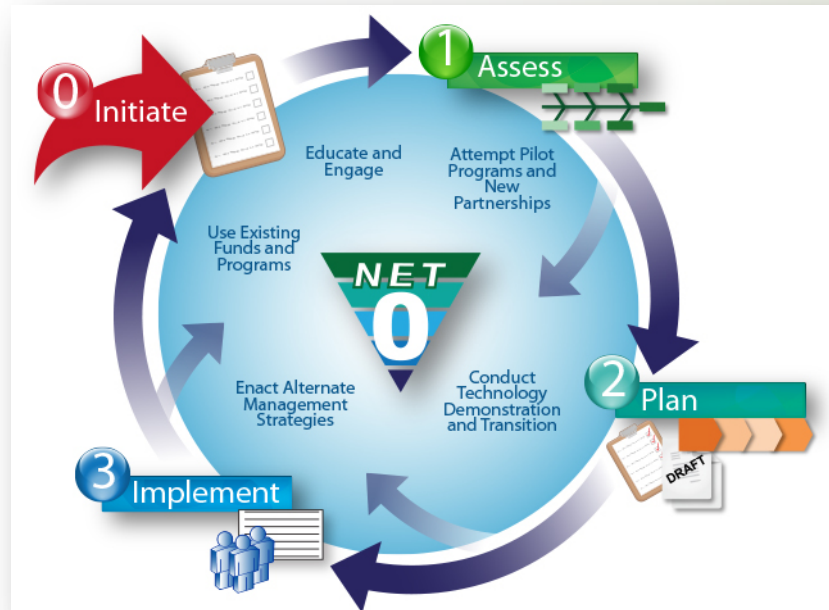 0
Initiate
1
Assess
Educate and
Engage
Attempt Pilot
Programs and
New
Partnerships
Use Existing
Funds and
Programs
NET
0
Enact Alternate
Management
Strategies
Conduct
Technology
Demonstration
and Transition
2
Plan
DRAFT
3
Implement